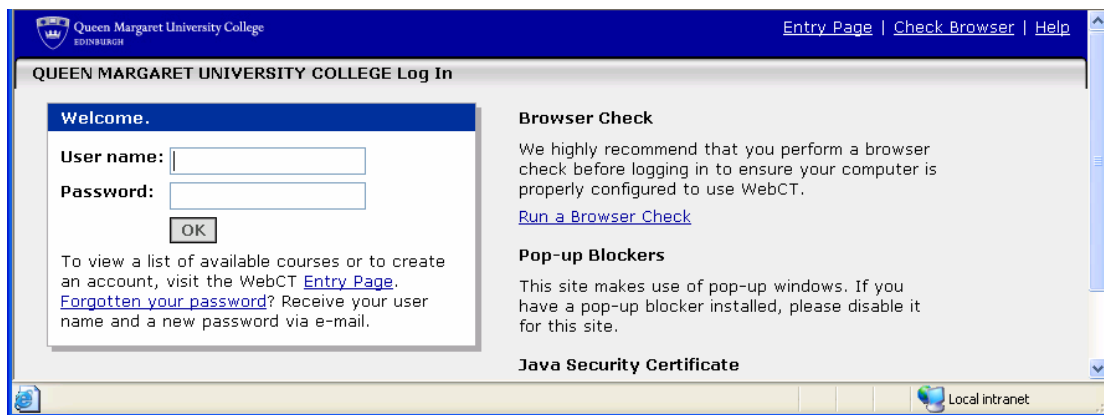 Queen Margaret University College
EDINBURGH
Entry Page | Check Browser | Help
QUEEN MARGARET UNIVERSITY COLLEGE Log In
Welcome.
User name:
Password:
OK
To view a list of available courses or to create
an account, visit the WebCT Entry Page.
Forgotten your password? Receive your user
name and a new password via e-mail.
Browser Check
We highly recommend that you perform a browser
check before logging in to ensure your computer is
properly configured to use WebCT.
Run a Browser Check
Pop-up Blockers
This site makes use of pop-up windows. If you
have a pop-up blocker installed, please disable it
for this site.
Java Security Certificate
Local intranet